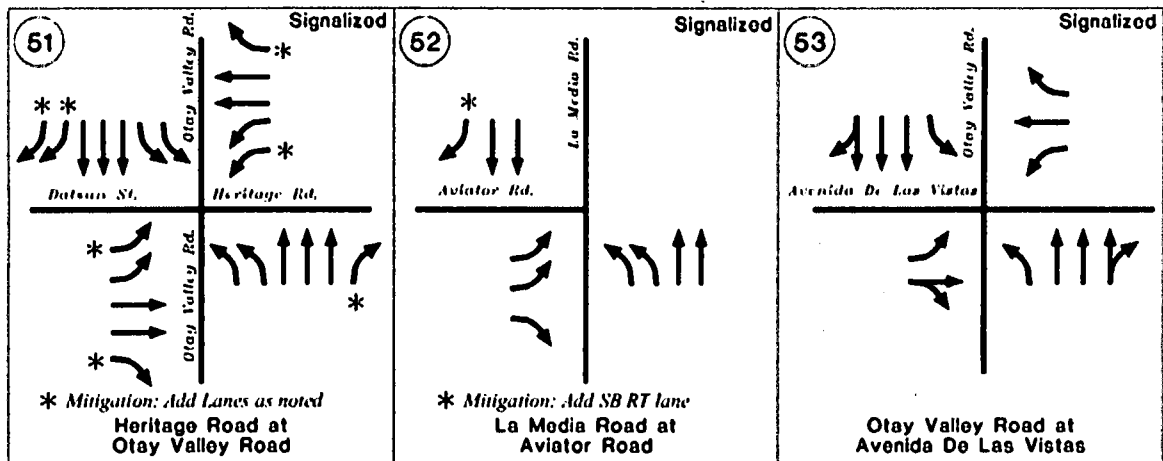 51
Signalized
Otay Valley Rd.
*
* *
*
Datsun St.
Heritage Rd.
*
Otay Valley Rd.
*
*
* Mitigation: Add Lanes as noted
Heritage Road at
Otay Valley Road
52
Signalized
La Media Rd.
*
Aviator Rd.
* Mitigation: Add SB RT lane
La Media Road at
Aviator Road
53
Signalized
Otay Valley Rd.
Avenida De Las Vistas
Otay Valley Road at
Avenida De Las Vistas